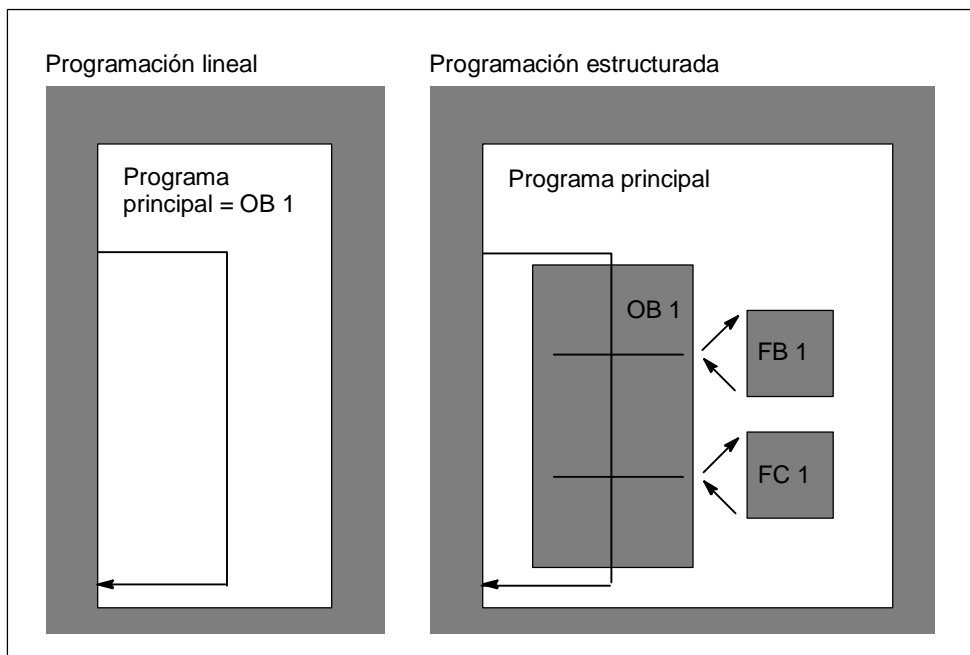 Programación lineal
Programa
principal = OB 1
Programación estructurada
Programa principal
OB 1
FB 1
FC 1